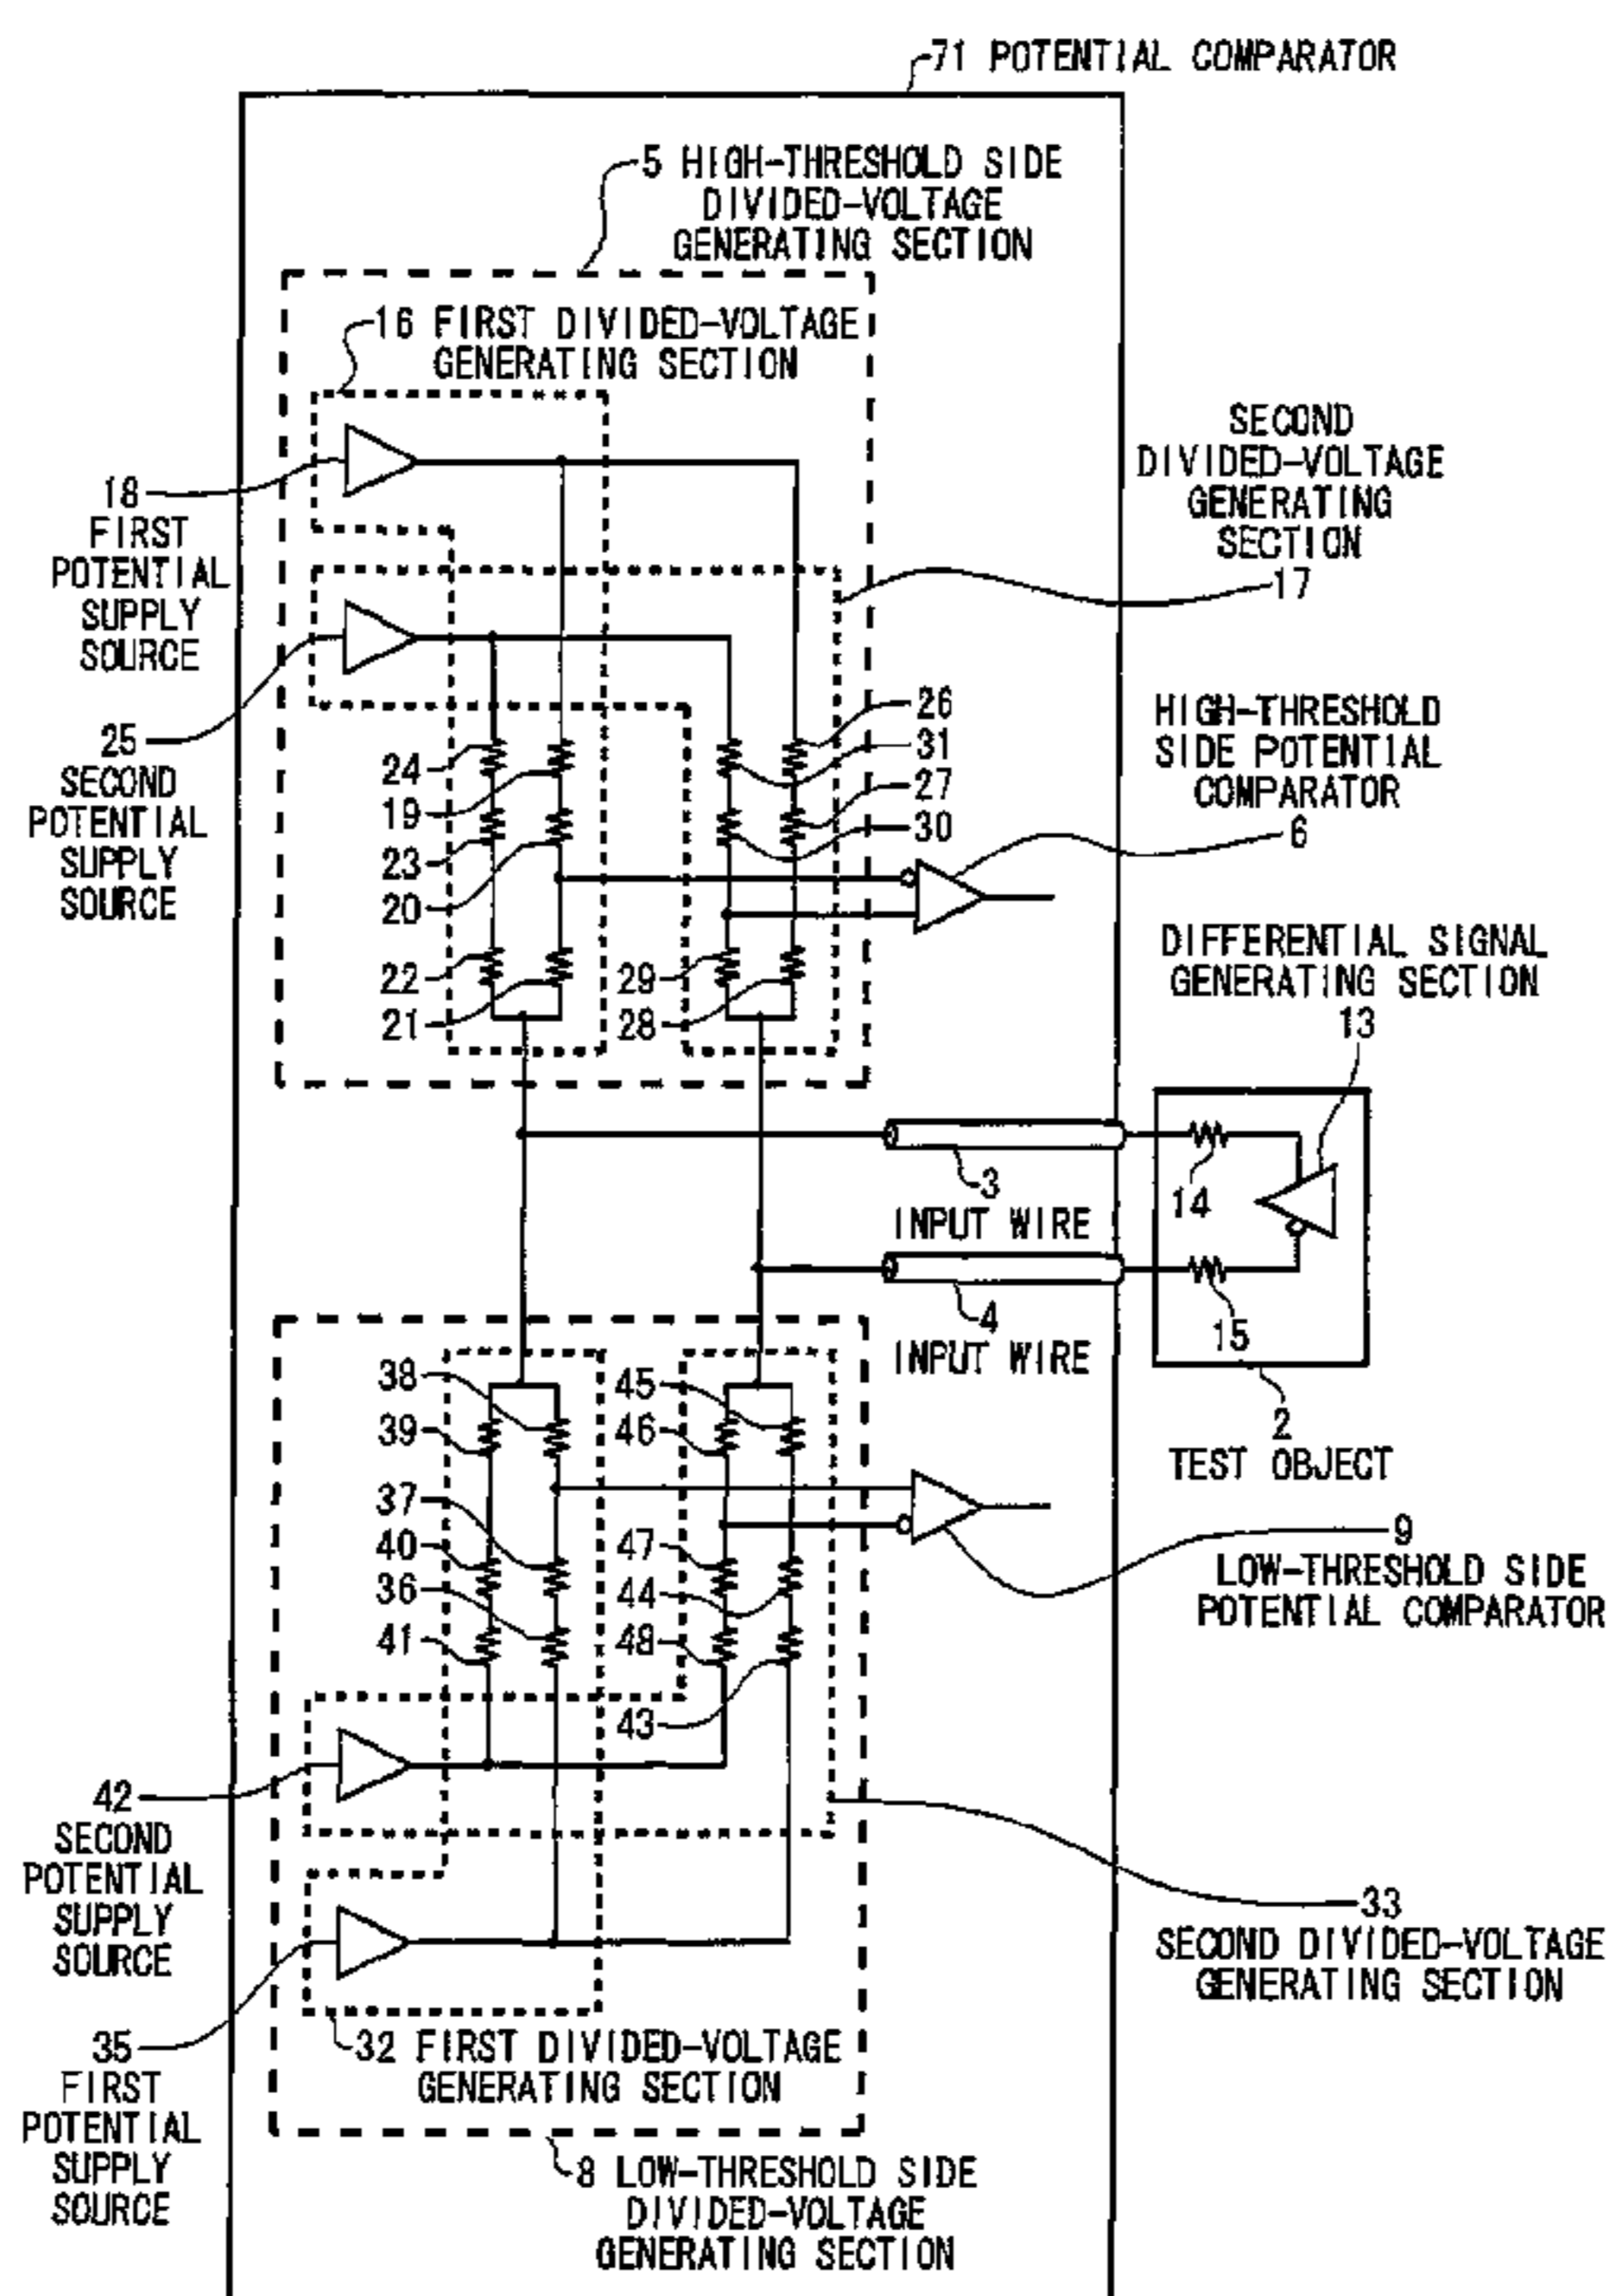 71 POTENTIAL COMPARATOR
5 HIGH-THRESHOLD SIDE
DIVIDED-VOLTAGE
GENERATING SECTION
16 FIRST DIVIDED-VOLTAGE
GENERATING SECTION
SECOND
DIVIDED-VOLTAGE
GENERATING
SECTION
17
18
FIRST
POTENTIAL
SUPPLY
SOURCE
25
SECOND
POTENTIAL
SUPPLY
SOURCE
24
19
23
20
22
21
26
31
27
30
29
28
HIGH-THRESHOLD
SIDE POTENTIAL
COMPARATOR
6
DIFFERENTIAL SIGNAL
GENERATING SECTION
13
3
INPUT WIRE
14
4
INPUT WIRE
15
2
TEST OBJECT
38
39
37
40
36
41
45
46
47
44
48
43
9
LOW-THRESHOLD SIDE
POTENTIAL COMPARATOR
42
SECOND
POTENTIAL
SUPPLY
SOURCE
33
SECOND DIVIDED-VOLTAGE
GENERATING SECTION
35
FIRST
POTENTIAL
SUPPLY
SOURCE
32 FIRST DIVIDED-VOLTAGE
GENERATING SECTION
8 LOW-THRESHOLD SIDE
DIVIDED-VOLTAGE
GENERATING SECTION